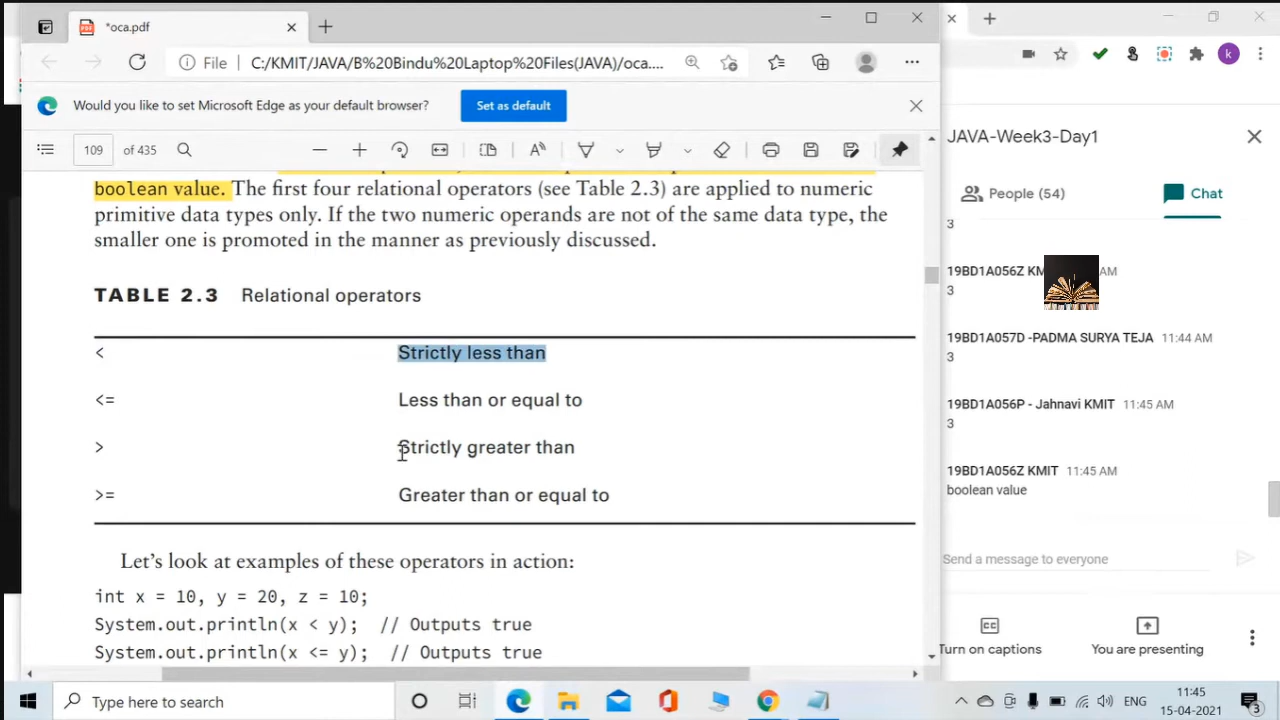 *oca.pdf
File
C:/KMIT/JAVA/B%20Bindu%20Laptop%20Files(JAVA)/oca....
k
Would you like to set Microsoft Edge as your default browser?
Set as default
109
of 435
boolean value. The first four relational operators (see Table 2.3) are applied to numeric
primitive data types only. If the two numeric operands are not of the same data type, the
smaller one is promoted in the manner as previously discussed.
TABLE 2.3 Relational operators
< Strictly less than
<= Less than or equal to
> Strictly greater than
>= Greater than or equal to
Let’s look at examples of these operators in action:
int x = 10, y = 20, z = 10;
System.out.println(x < y); // Outputs true
System.out.println(x <= y); // Outputs true
JAVA-Week3-Day1
People (54)
Chat
3
19BD1A056Z AM
3
19BD1A057D -PADMA SURYA TEJA 11:44 AM
3
19BD1A056P - Jahnavi KMIT 11:45 AM
3
19BD1A056Z KMIT 11:45 AM
boolean value
Send a message to everyone
Turn on captions
You are presenting
Type here to search
ENG
11:45
15-04-2021
3